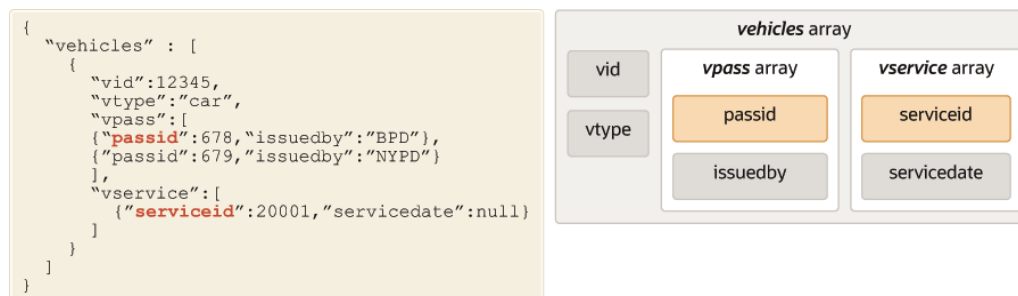 {
“vehicles” : [
{
“vid”:12345,
“vtype”:”car”,
“vpass”:[
{“passid”:678,“issuedby”:”BPD”},
{”passid”:679,”issuedby”:”NYPD”}
],
“vservice”:[
{”serviceid”:20001,”servicedate”:null}
]
}
]
}
vehicles array
vid
vtype
vpass array
passid
issuedby
vservice array
serviceid
servicedate